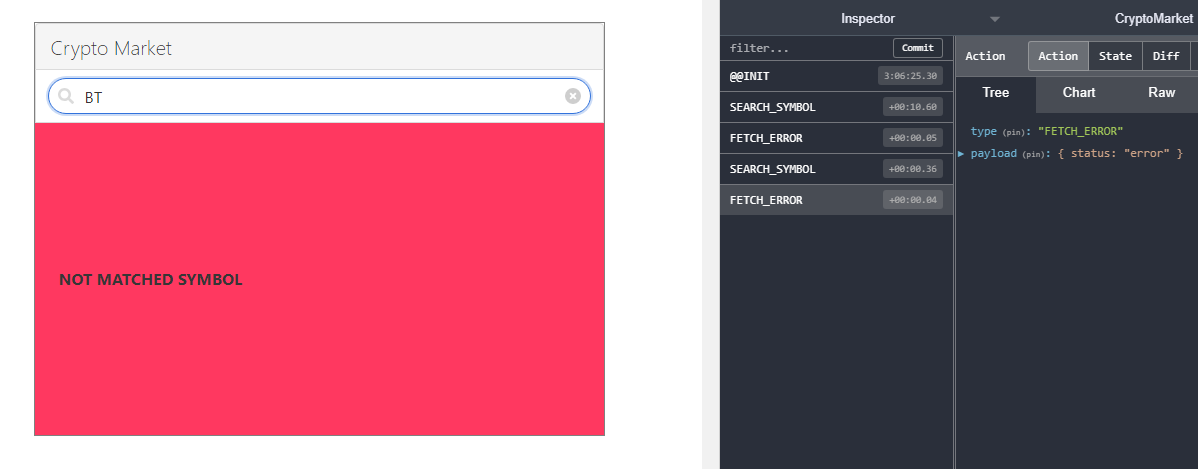 Crypto Market
BT
NOT MATCHED SYMBOL
Inspector
CryptoMarket
filter...
Commit
@@INIT
3:06:25.30
SEARCH_SYMBOL
+00:10.60
FETCH_ERROR
+00:00.05
SEARCH_SYMBOL
+00:00.36
FETCH_ERROR
+00:00.04
Action
Action
State
Diff
Tree
Chart
Raw
type (pin): "FETCH_ERROR"
payload (pin): { status: "error" }